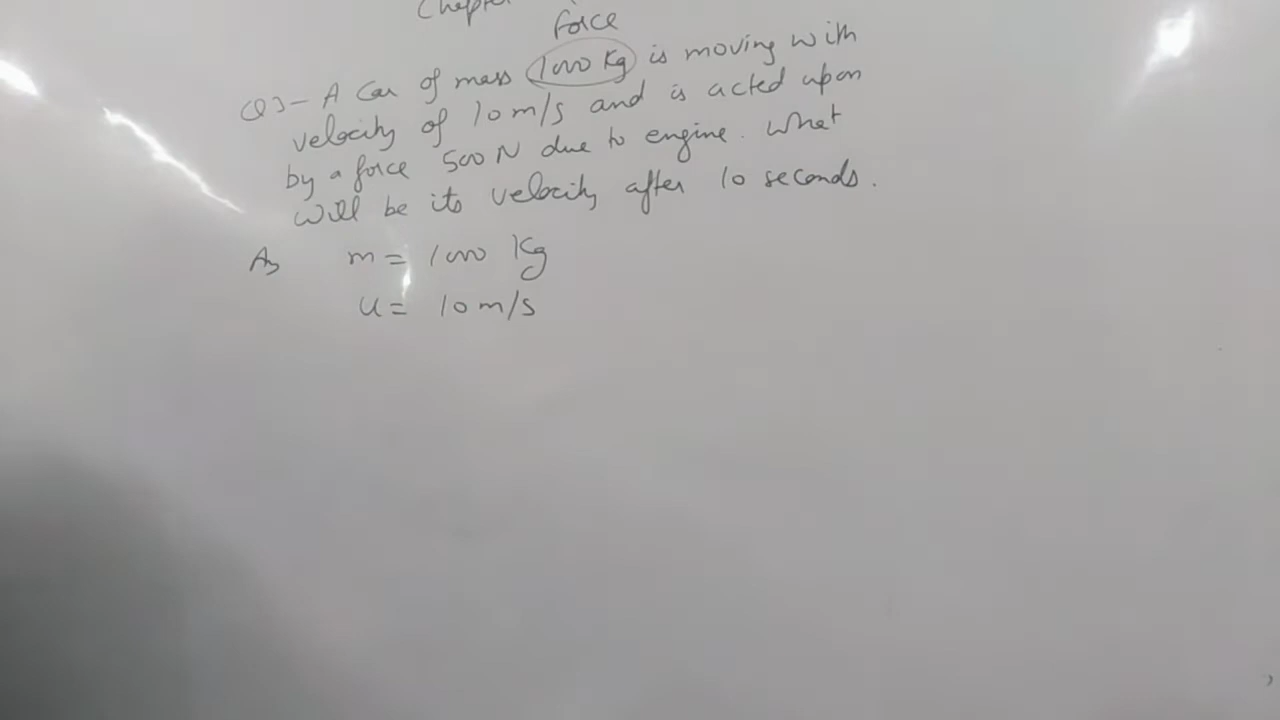 Chapter
Force
Q3- A Car of mass 1000 Kg is moving with
velocity of 10 m/s and is acted upon
by a force 500 N due to engine. What
will be its velocity after 10 seconds.
As m = 1000 Kg
u = 10 m/s